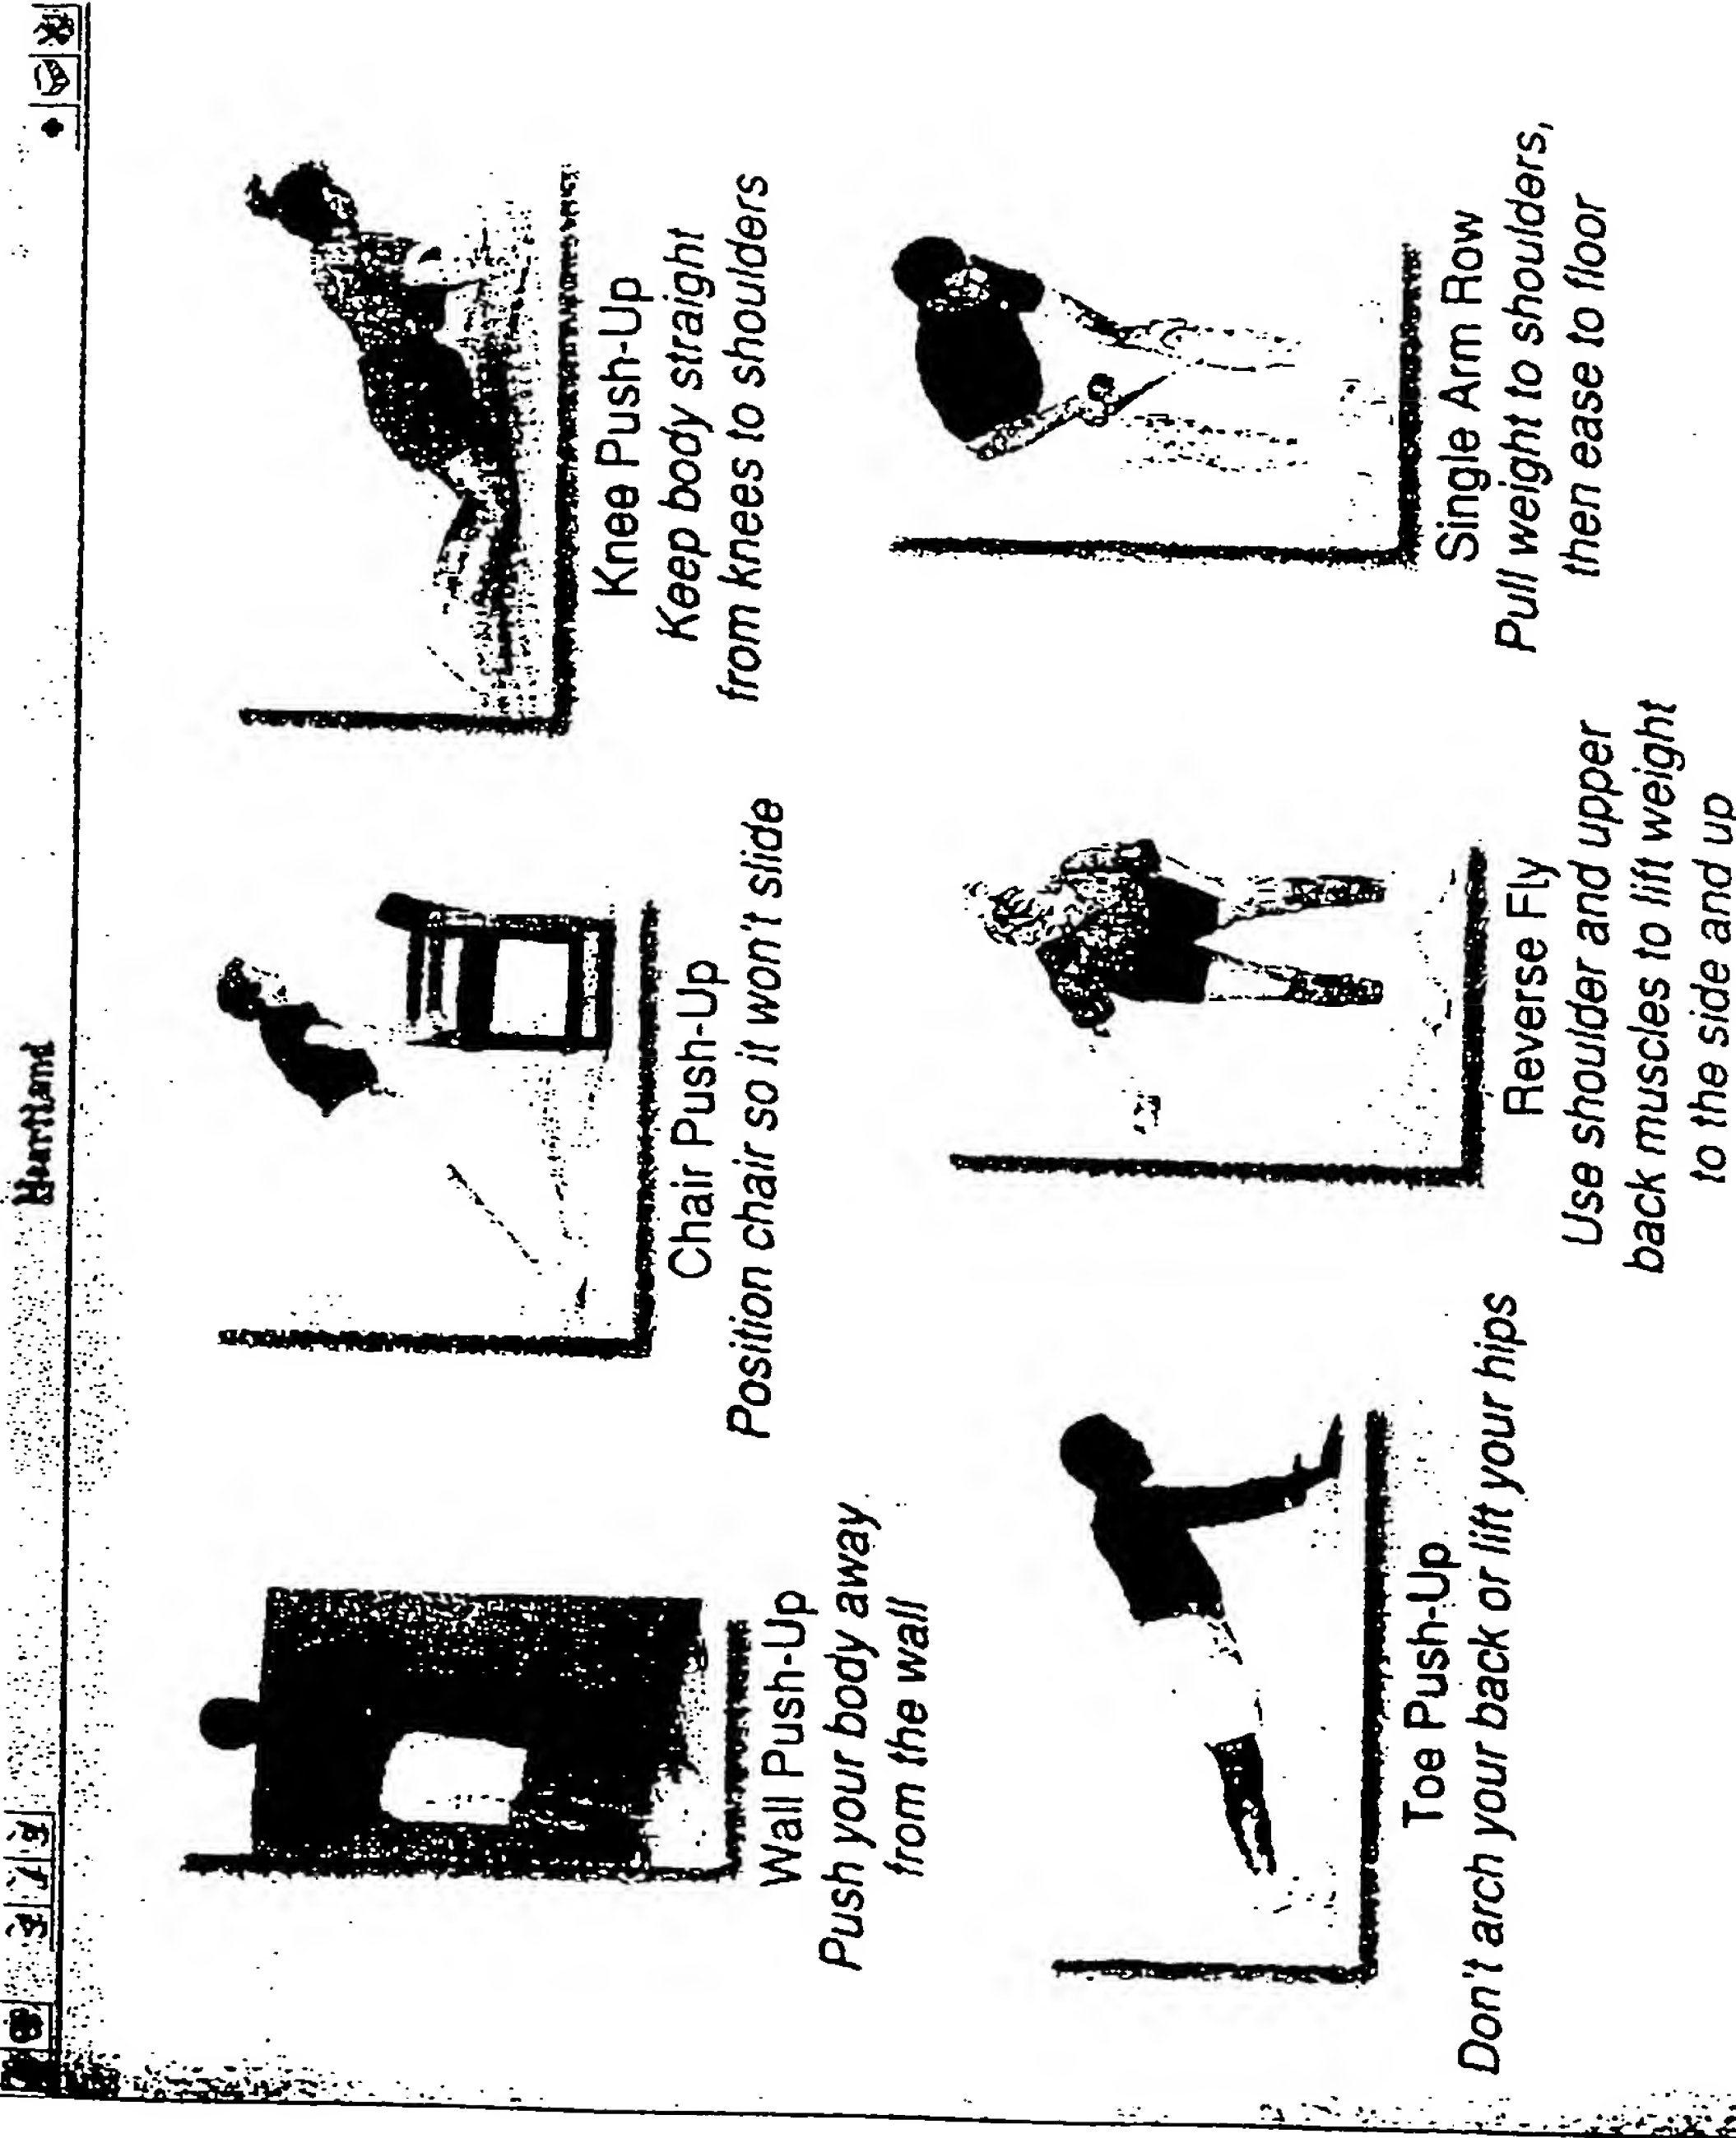 Wall Push-Up
Push your body away
from the wall
Chair Push-Up
Position chair so it won't slide
Knee Push-Up
Keep body straight
from knees to shoulders
Toe Push-Up
Don't arch your back or lift your hips
Reverse Fly
Use shoulder and upper
back muscles to lift weight
to the side and up
Single Arm Row
Pull weight to shoulders,
then ease to floor